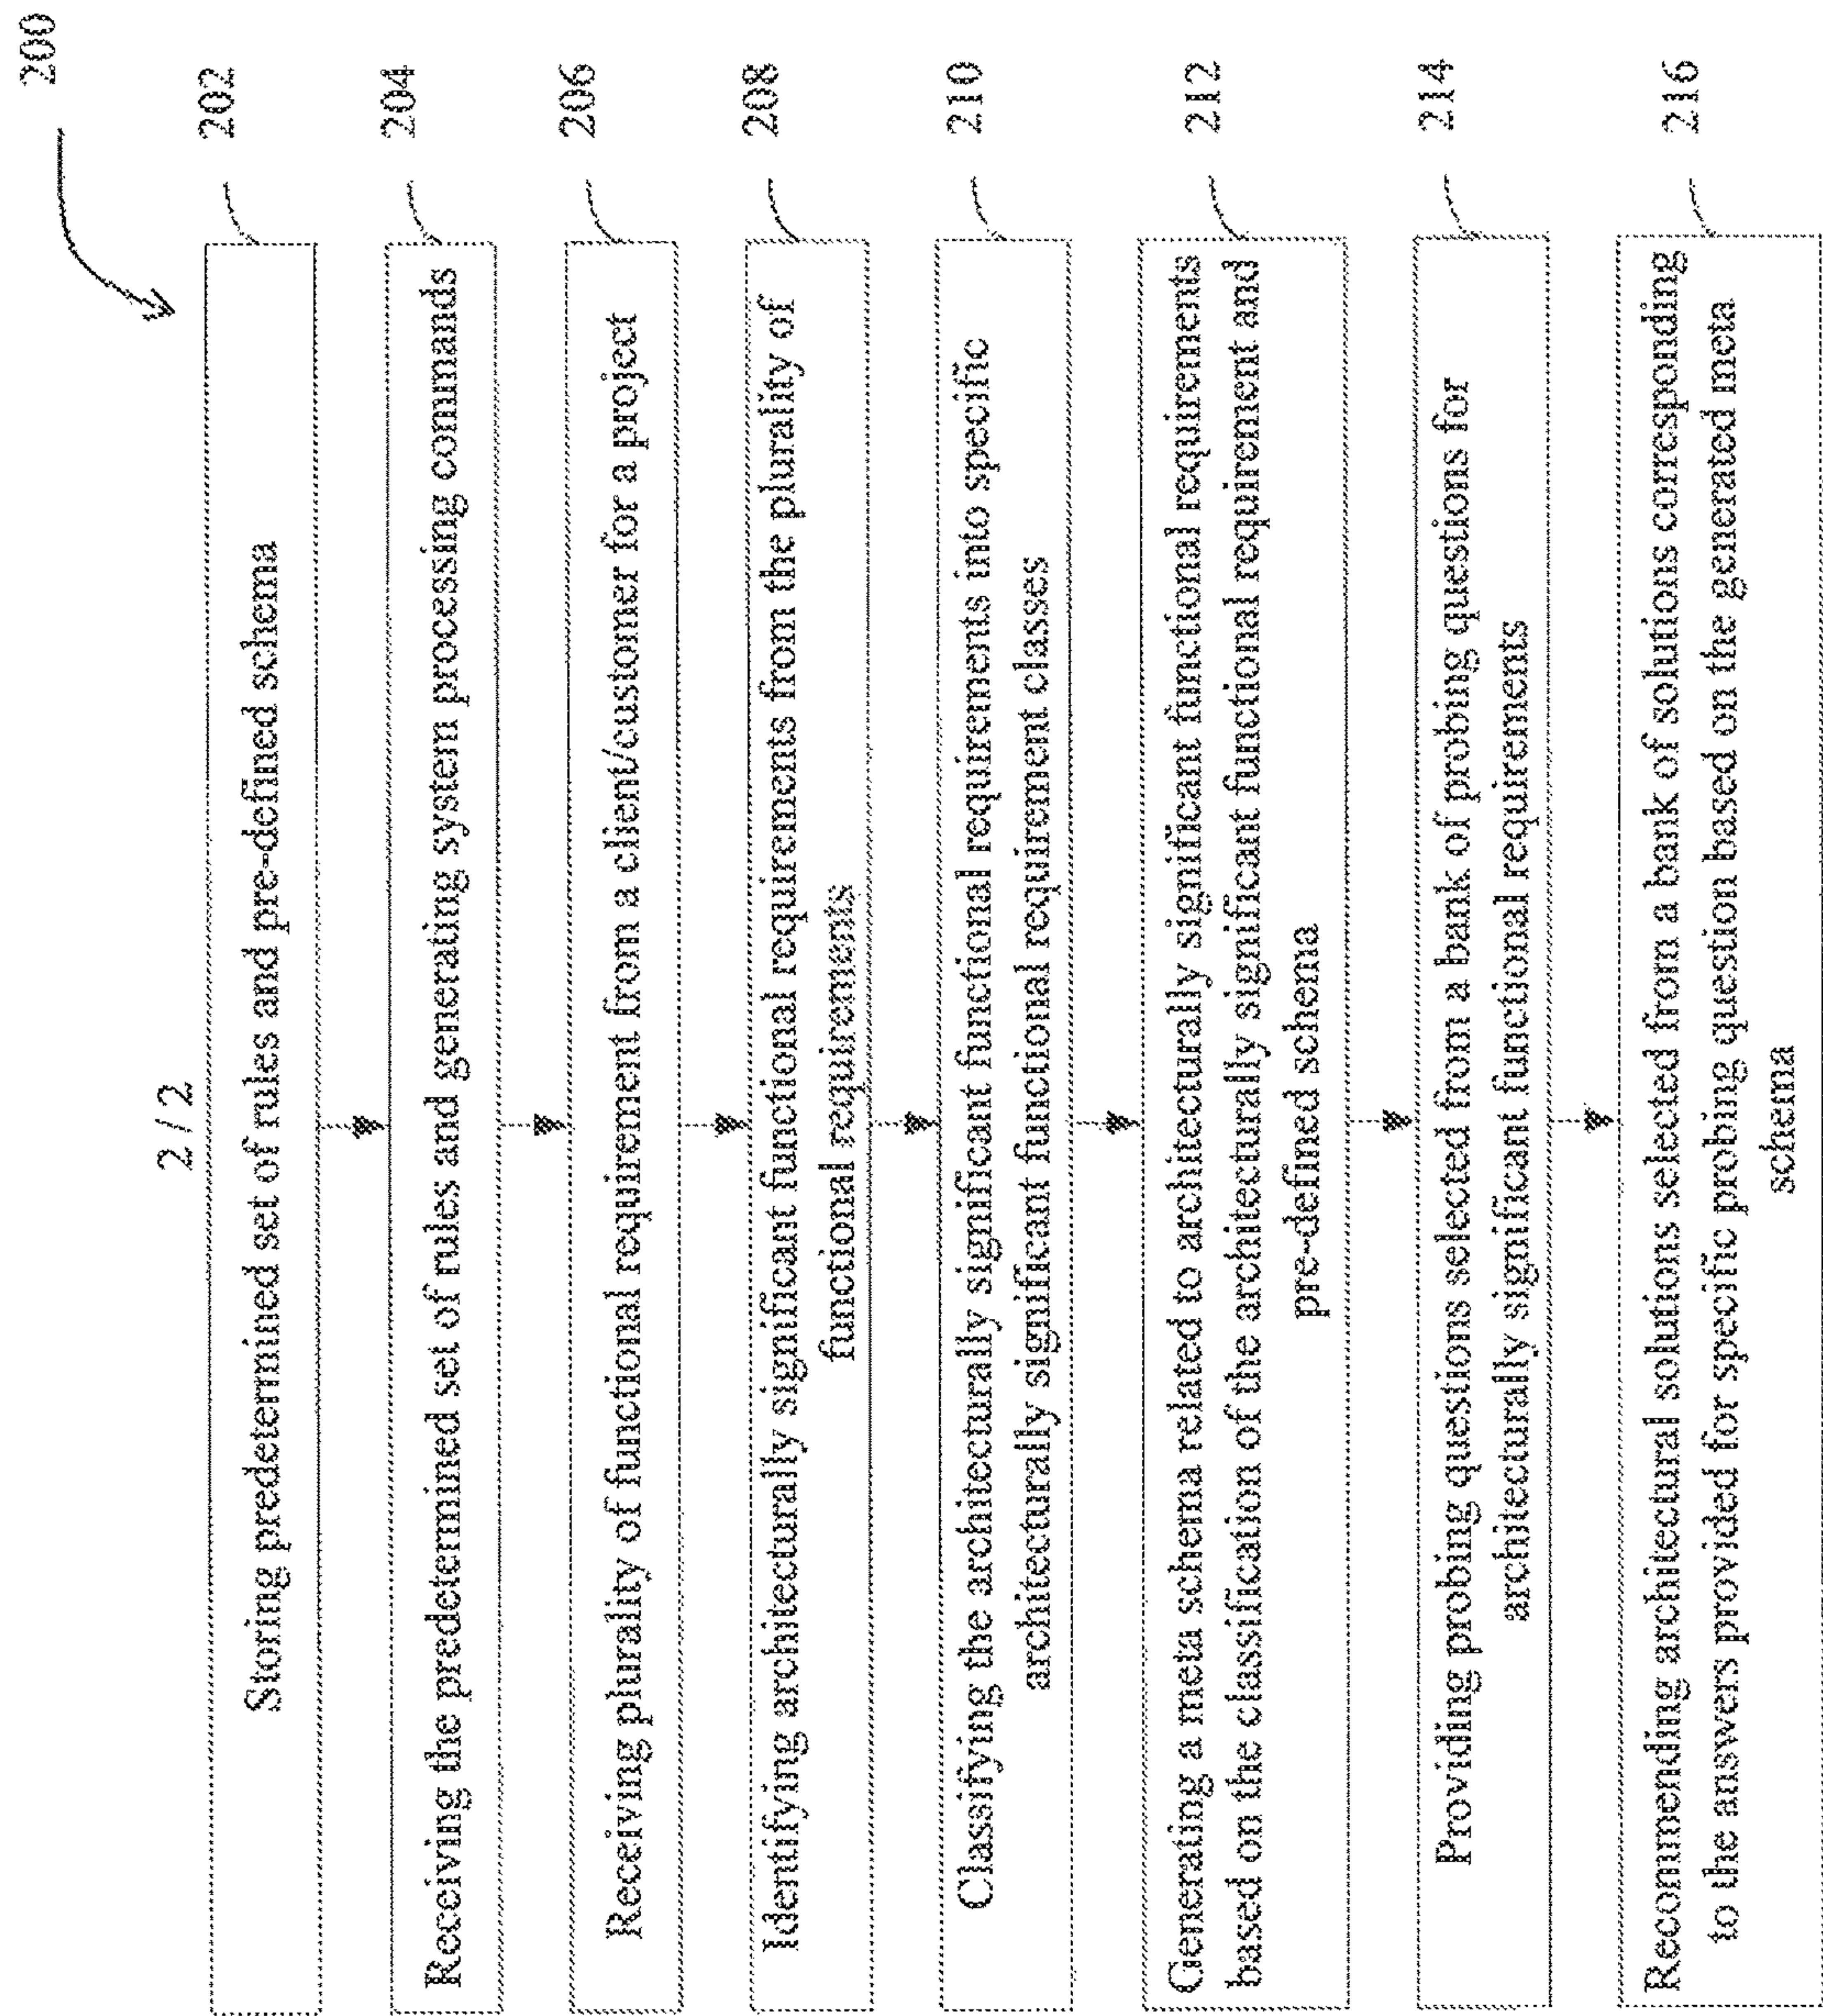 2 / 2
200
Storing predetermined set of rules and pre-defined schema
202
Receiving the predetermined set of rules and generating system processing commands
204
Receiving plurality of functional requirement from a client/customer for a project
206
Identifying architecturally significant functional requirements from the plurality of
functional requirements
208
Classifying the architecturally significant functional requirements into specific
architecturally significant functional requirement classes
210
Generating a meta schema related to architecturally significant functional requirements
based on the classification of the architecturally significant functional requirement and
pre-defined schema
212
Providing probing questions selected from a bank of probing questions for
architecturally significant functional requirements
214
Recommending architectural solutions selected from a bank of solutions corresponding
to the answers provided for specific probing question based on the generated meta
schema
216